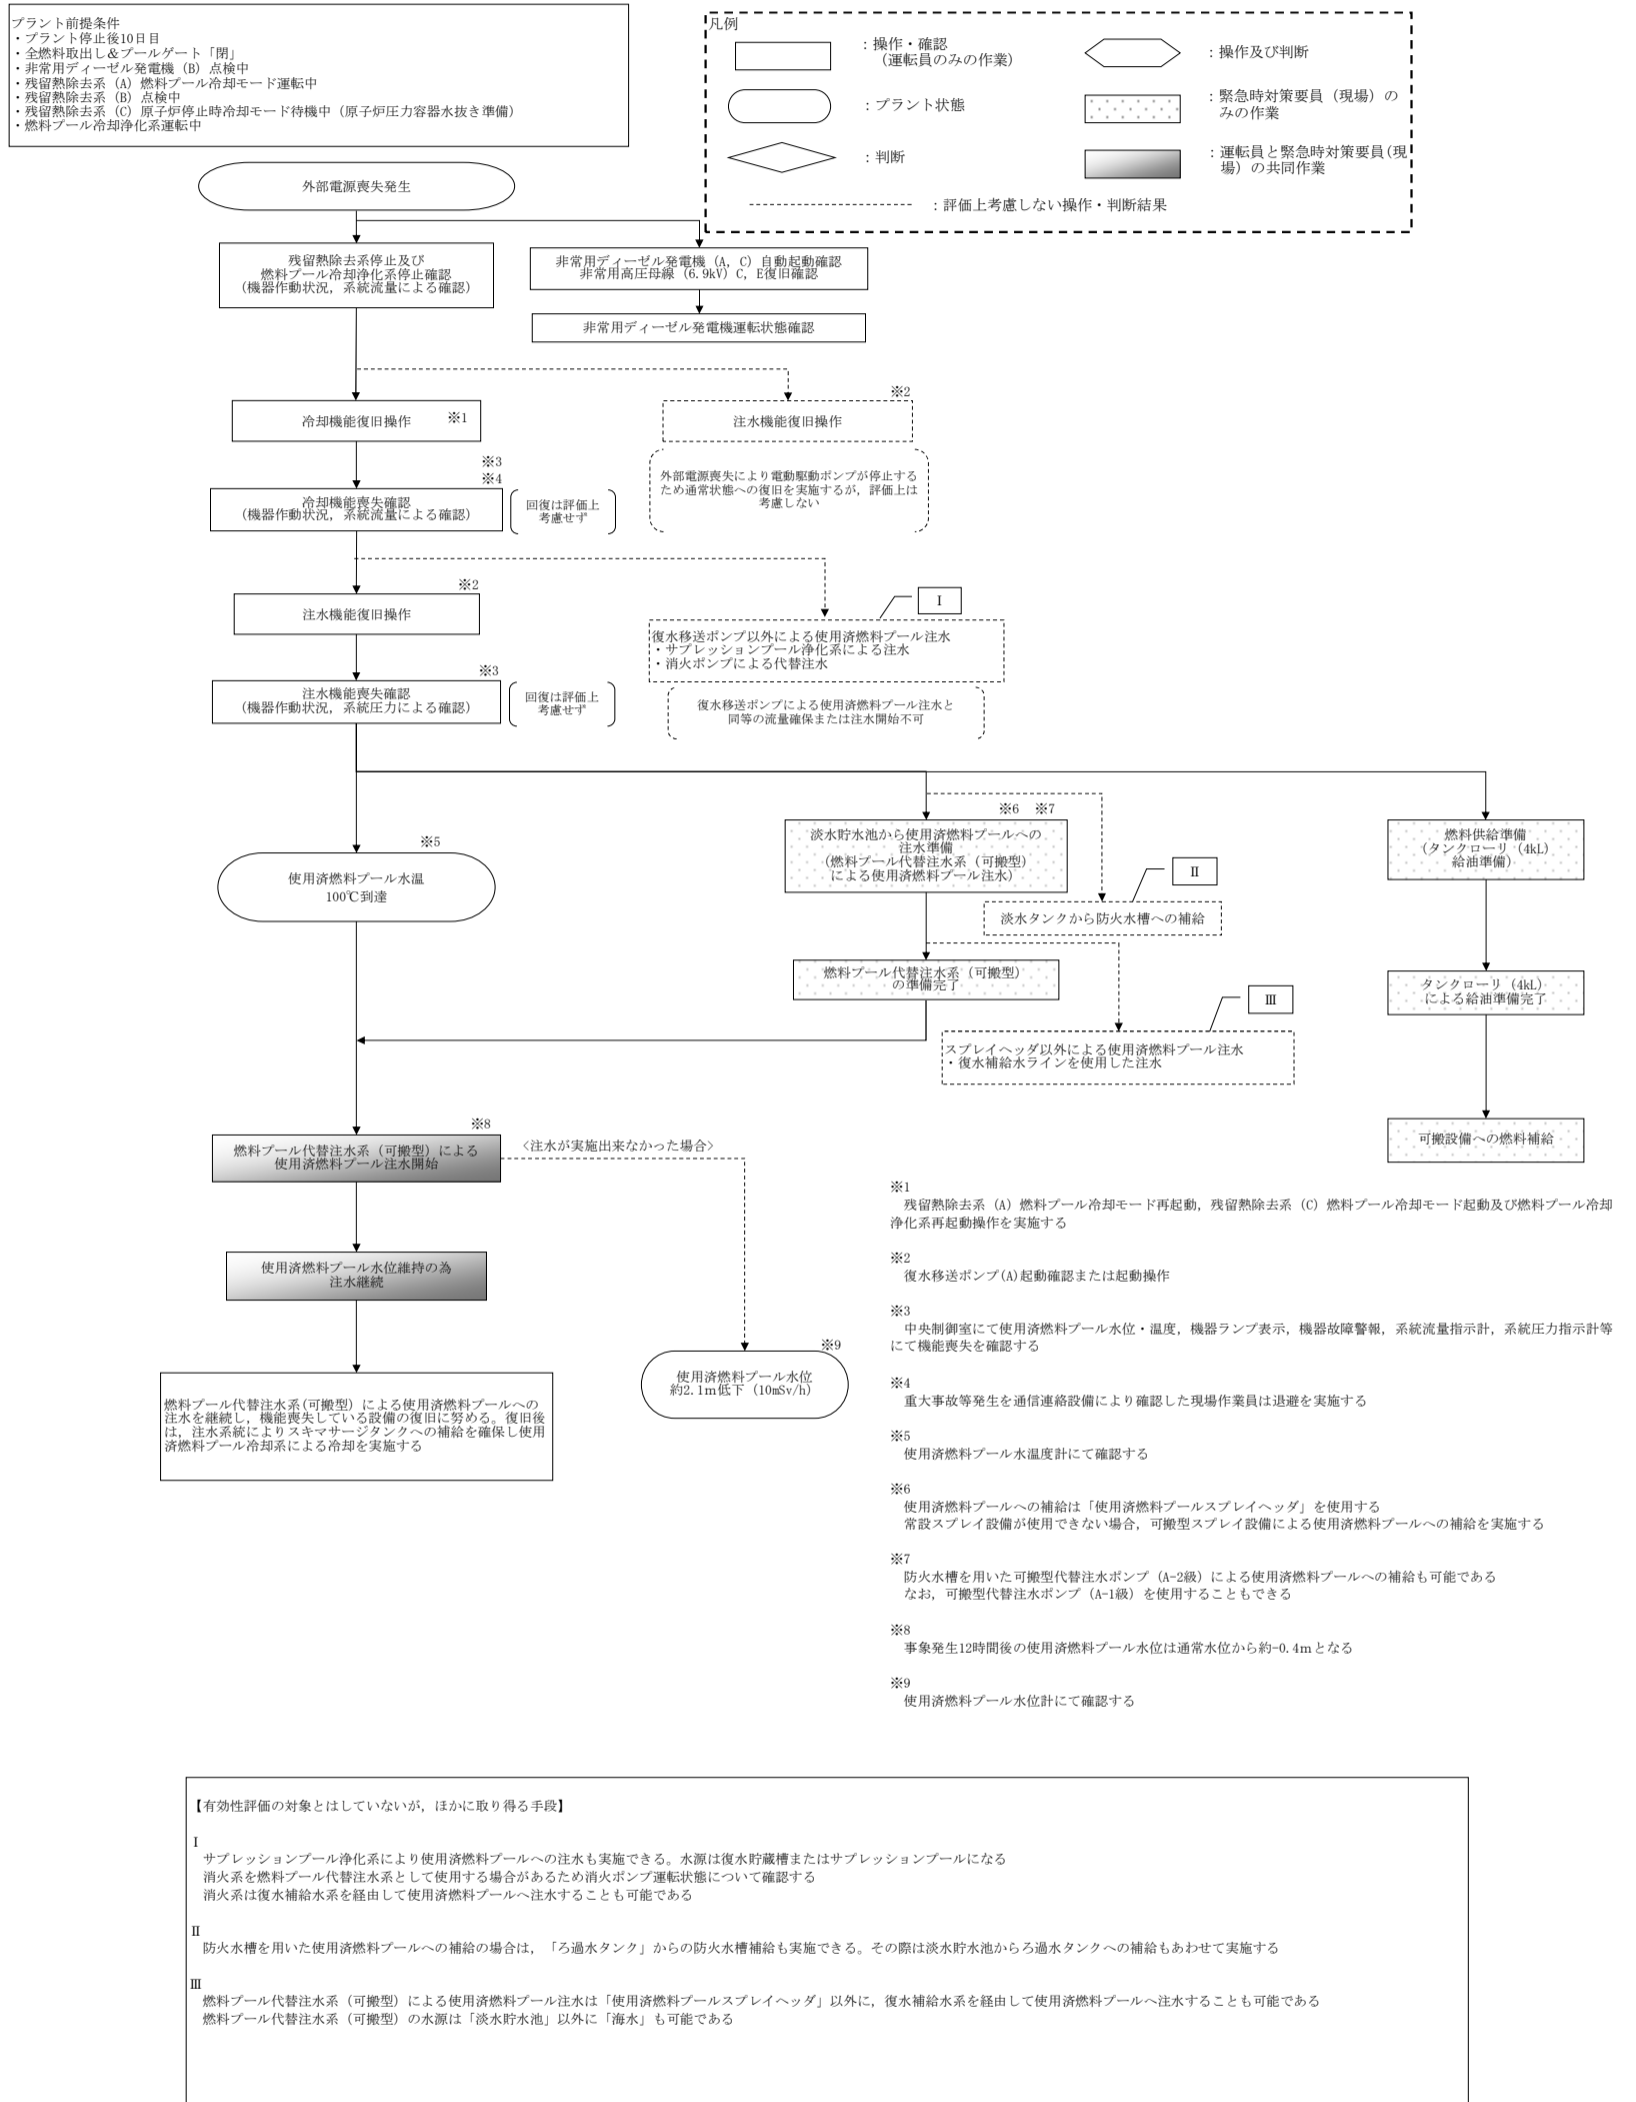 プラント前提条件
・プラント停止後10日目
・全燃料取出し&プールゲート「閉」
・非常用ディーゼル発電機（B）点検中
・残留熱除去系（A）燃料プール冷却モード運転中
・残留熱除去系（B）点検中
・残留熱除去系（C）原子炉停止時冷却モード待機中（原子炉圧力容器水抜き準備）
・燃料プール冷却浄化系運転中
凡例
：操作・確認
（運転員のみの作業）
：操作及び判断
：プラント状態
：緊急時対策要員（現場）の
みの作業
：判断
：運転員と緊急時対策要員(現
場）の共同作業
：評価上考慮しない操作・判断結果
外部電源喪失発生
残留熱除去系停止及び
燃料プール冷却浄化系停止確認
（機器作動状況，系統流量による確認）
非常用ディーゼル発電機（A, C）自動起動確認
非常用高圧母線（6.9kV）C, E復旧確認
非常用ディーゼル発電機運転状態確認
冷却機能復旧操作　※1
※2
注水機能復旧操作
外部電源喪失により電動駆動ポンプが停止する
ため通常状態への復旧を実施するが，評価上は
考慮しない
※3
※4
冷却機能喪失確認
（機器作動状況，系統流量による確認）
回復は評価上
考慮せず
※2
注水機能復旧操作
Ⅰ
復水移送ポンプ以外による使用済燃料プール注水
・サプレッションプール浄化系による注水
・消火ポンプによる代替注水
復水移送ポンプによる使用済燃料プール注水と
同等の流量確保または注水開始不可
※3
注水機能喪失確認
（機器作動状況，系統圧力による確認）
回復は評価上
考慮せず
※5
使用済燃料プール水温
100℃到達
※6　※7
淡水貯水池から使用済燃料プールへの
注水準備
（燃料プール代替注水系（可搬型）
による使用済燃料プール注水）
Ⅱ
淡水タンクから防火水槽への補給
燃料供給準備
（タンクローリ（4kL）
給油準備）
燃料プール代替注水系（可搬型）
の準備完了
タンクローリ（4kL）
による給油準備完了
Ⅲ
スプレイヘッダ以外による使用済燃料プール注水
・復水補給水ラインを使用した注水
可搬設備への燃料補給
※8
燃料プール代替注水系（可搬型）による
使用済燃料プール注水開始
〈注水が実施出来なかった場合〉
使用済燃料プール水位維持の為
注水継続
※9
使用済燃料プール水位
約2.1m低下（10mSv/h）
燃料プール代替注水系(可搬型）による使用済燃料プールへの
注水を継続し，機能喪失している設備の復旧に努める。復旧後
は，注水系統によりスキマサージタンクへの補給を確保し使用
済燃料プール冷却系による冷却を実施する
※1
残留熱除去系（A）燃料プール冷却モード再起動，残留熱除去系（C）燃料プール冷却モード起動及び燃料プール冷却
浄化系再起動操作を実施する
※2
復水移送ポンプ(A)起動確認または起動操作
※3
中央制御室にて使用済燃料プール水位・温度，機器ランプ表示，機器故障警報，系統流量指示計，系統圧力指示計等
にて機能喪失を確認する
※4
重大事故等発生を通信連絡設備により確認した現場作業員は退避を実施する
※5
使用済燃料プール水温度計にて確認する
※6
使用済燃料プールへの補給は「使用済燃料プールスプレイヘッダ」を使用する
常設スプレイ設備が使用できない場合，可搬型スプレイ設備による使用済燃料プールへの補給を実施する
※7
防火水槽を用いた可搬型代替注水ポンプ（A-2級）による使用済燃料プールへの補給も可能である
なお，可搬型代替注水ポンプ（A-1級）を使用することもできる
※8
事象発生12時間後の使用済燃料プール水位は通常水位から約-0.4mとなる
※9
使用済燃料プール水位計にて確認する
【有効性評価の対象とはしていないが，ほかに取り得る手段】
Ⅰ
サプレッションプール浄化系により使用済燃料プールへの注水も実施できる。水源は復水貯蔵槽またはサプレッションプールになる
消火系を燃料プール代替注水系として使用する場合があるため消火ポンプ運転状態について確認する
消火系は復水補給水系を経由して使用済燃料プールへ注水することも可能である
Ⅱ
防火水槽を用いた使用済燃料プールへの補給の場合は，「ろ過水タンク」からの防火水槽補給も実施できる。その際は淡水貯水池からろ過水タンクへの補給もあわせて実施する
Ⅲ
燃料プール代替注水系（可搬型）による使用済燃料プール注水は「使用済燃料プールスプレイヘッダ」以外に，復水補給水系を経由して使用済燃料プールへ注水することも可能である
燃料プール代替注水系（可搬型）の水源は「淡水貯水池」以外に「海水」も可能である